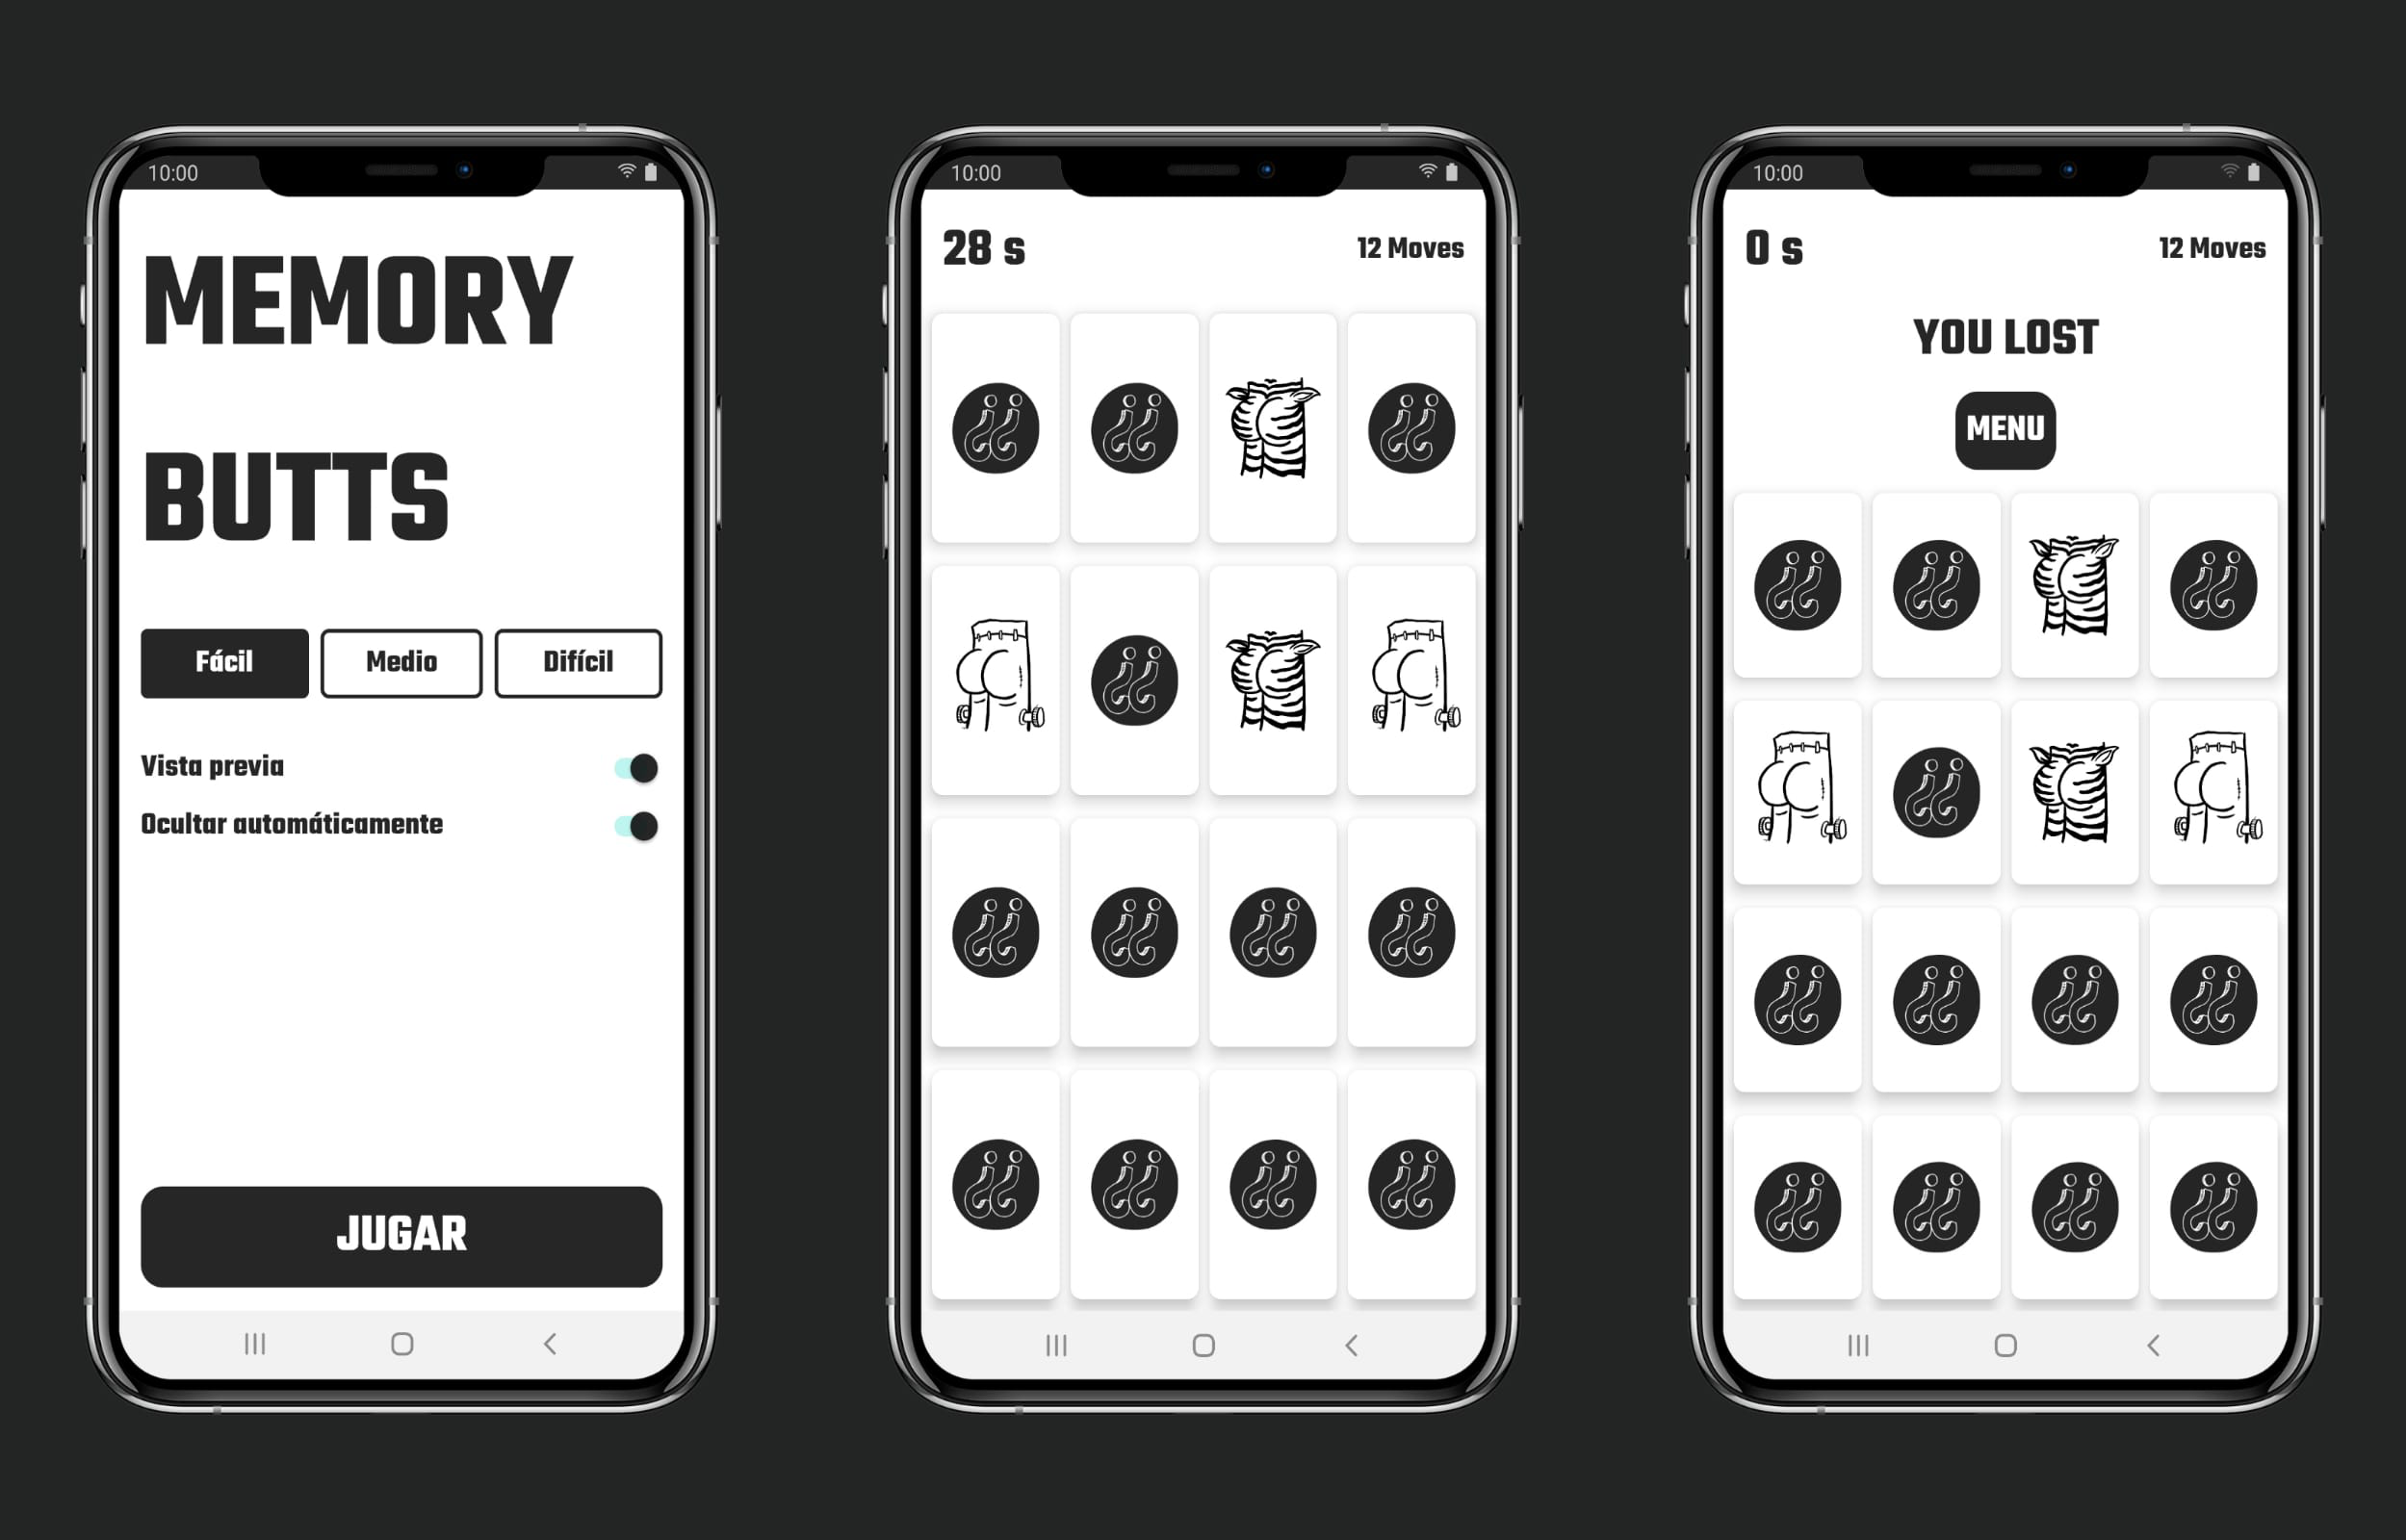 10:00
MEMORY
BUTTS
Fácil Medio Difícil
Vista previa
Ocultar automáticamente
JUGAR
10:00
28 s 12 Moves
10:00
0 s 12 Moves
YOU LOST
MENU